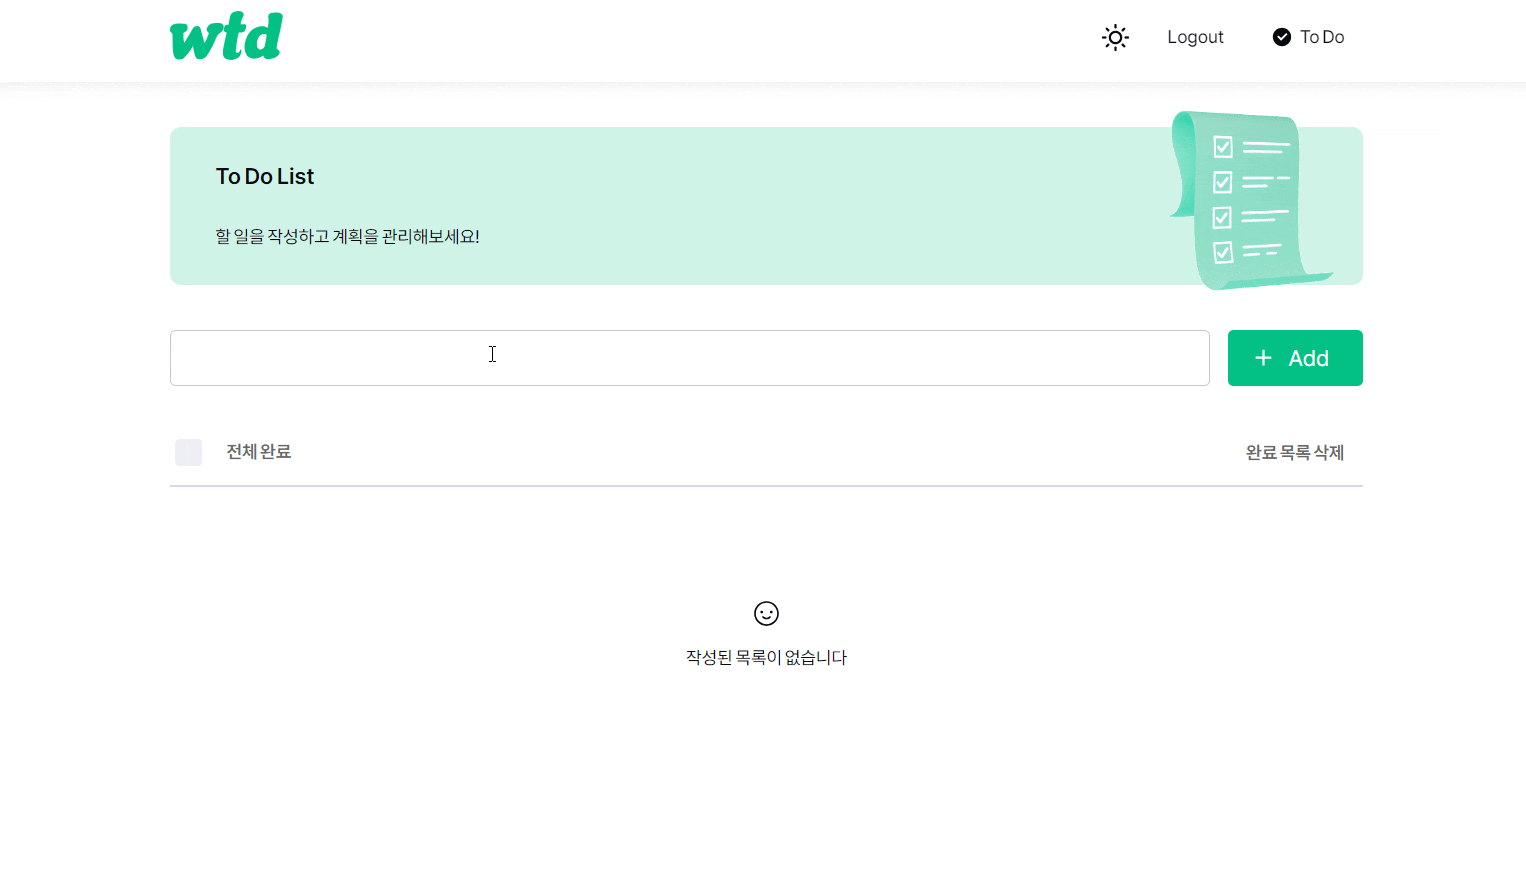 wtd
Logout
To Do
To Do List
할 일을 작성하고 계획을 관리해보세요!
+ Add
전체 완료
완료 목록 삭제
작성된 목록이 없습니다